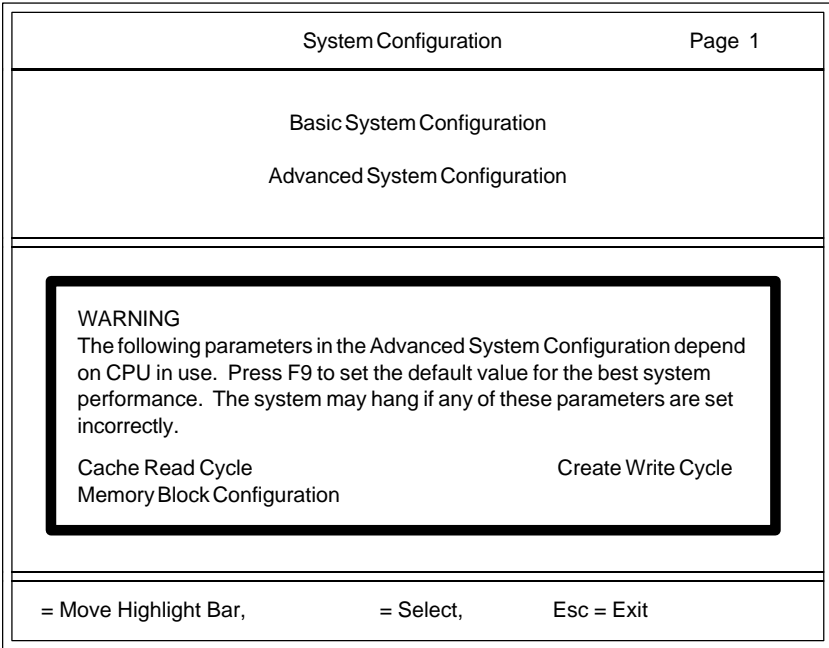 System Configuration Page 1
Basic System Configuration
Advanced System Configuration
WARNING
The following parameters in the Advanced System Configuration depend
on CPU in use. Press F9 to set the default value for the best system
performance. The system may hang if any of these parameters are set
incorrectly.
Cache Read Cycle Create Write Cycle
Memory Block Configuration
= Move Highlight Bar, = Select, Esc = Exit